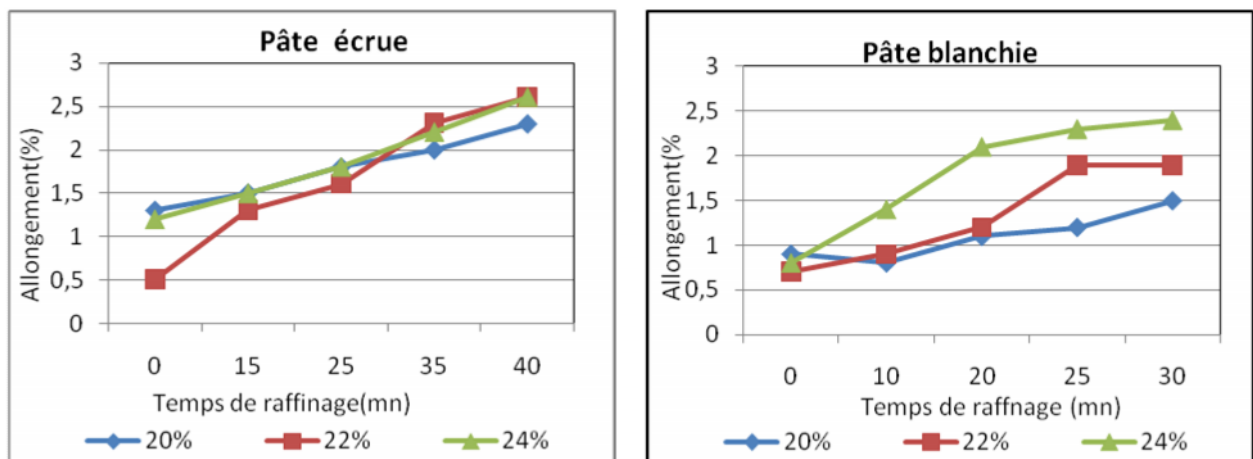 Pâte écrue
3
2,5
2
1,5
1
0,5
0
Allongement(%)
0 15 25 35 40
Temps de raffinage(mn)
20% 22% 24%
Pâte blanchie
3
2,5
2
1,5
1
0,5
0
Allongement(%
0 10 20 25 30
Temps de raffnage (mn)
20% 22% 24%